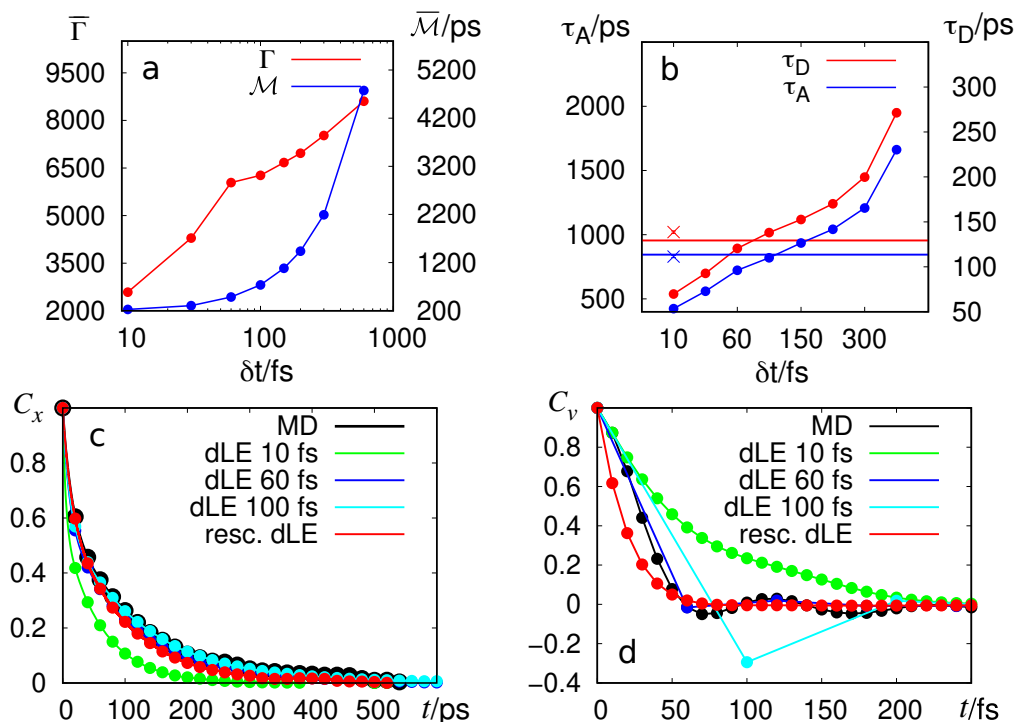 Γ̅ ℳ̅/ps
9500 8000 6500 5000 3500 2000
a
Γ
ℳ
5200 4200 3200 2200 1200 200
10 100 1000
δt/fs
τA/ps τD/ps
2000 1500 1000 500
b
τD
τA
300 250 200 150 100 50
10 60 150 300
δt/fs
Cx
0.8 0.6 0.4 0.2 0
c
MD
dLE 10 fs
dLE 60 fs
dLE 100 fs
resc. dLE
0 100 200 300 400 500 t/ps
Cv
0.8 0.6 0.4 0.2 0 −0.2 −0.4
MD
dLE 10 fs
dLE 60 fs
dLE 100 fs
resc. dLE
d
0 50 100 150 200 t/fs